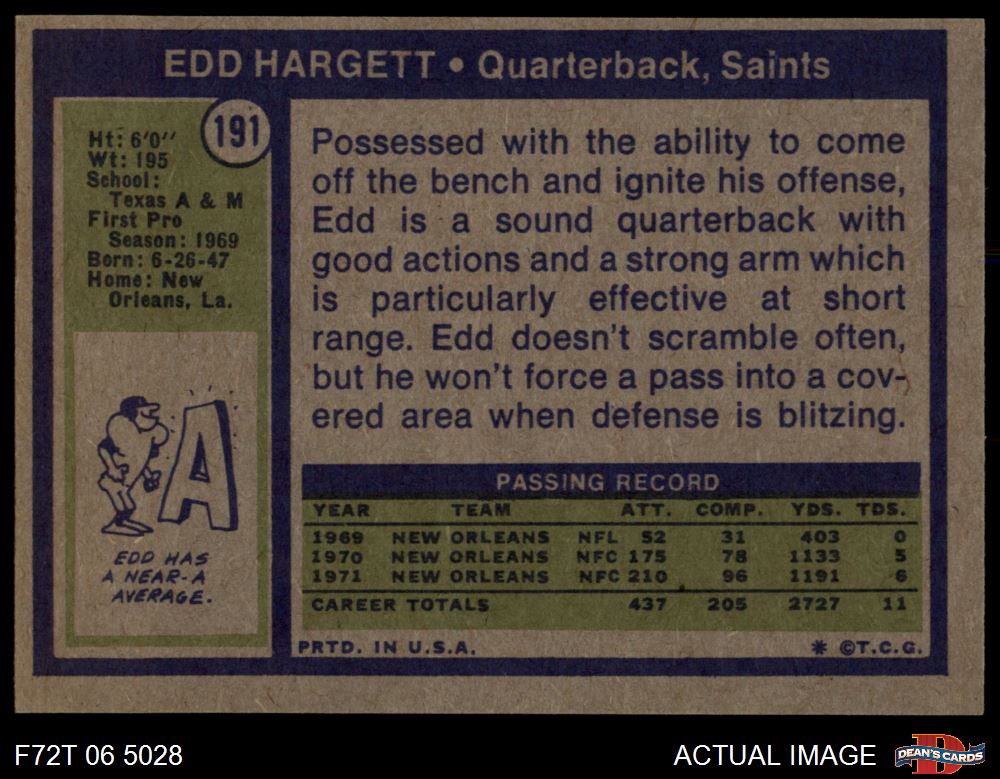 EDD HARGETT • Quarterback, Saints
191
Ht: 6'0''
Wt: 195
School:
Texas A & M
First Pro
Season: 1969
Born: 6-26-47
Home: New
Orleans, La.
A
EDD HAS
A NEAR-A
AVERAGE.
Possessed with the ability to come
off the bench and ignite his offense,
Edd is a sound quarterback with
good actions and a strong arm which
is particularly effective at short
range. Edd doesn't scramble often,
but he won't force a pass into a cov-
ered area when defense is blitzing.
PASSING RECORD
YEAR TEAM ATT. COMP. YDS. TDS.
1969 NEW ORLEANS NFL 52 31 403 0
1970 NEW ORLEANS NFC 175 78 1133 5
1971 NEW ORLEANS NFC 210 96 1191 6
CAREER TOTALS 437 205 2727 11
PRTD. IN U.S.A. * ©T.C.G.
F72T 06 5028
ACTUAL IMAGE
D
DEAN'S CARDS